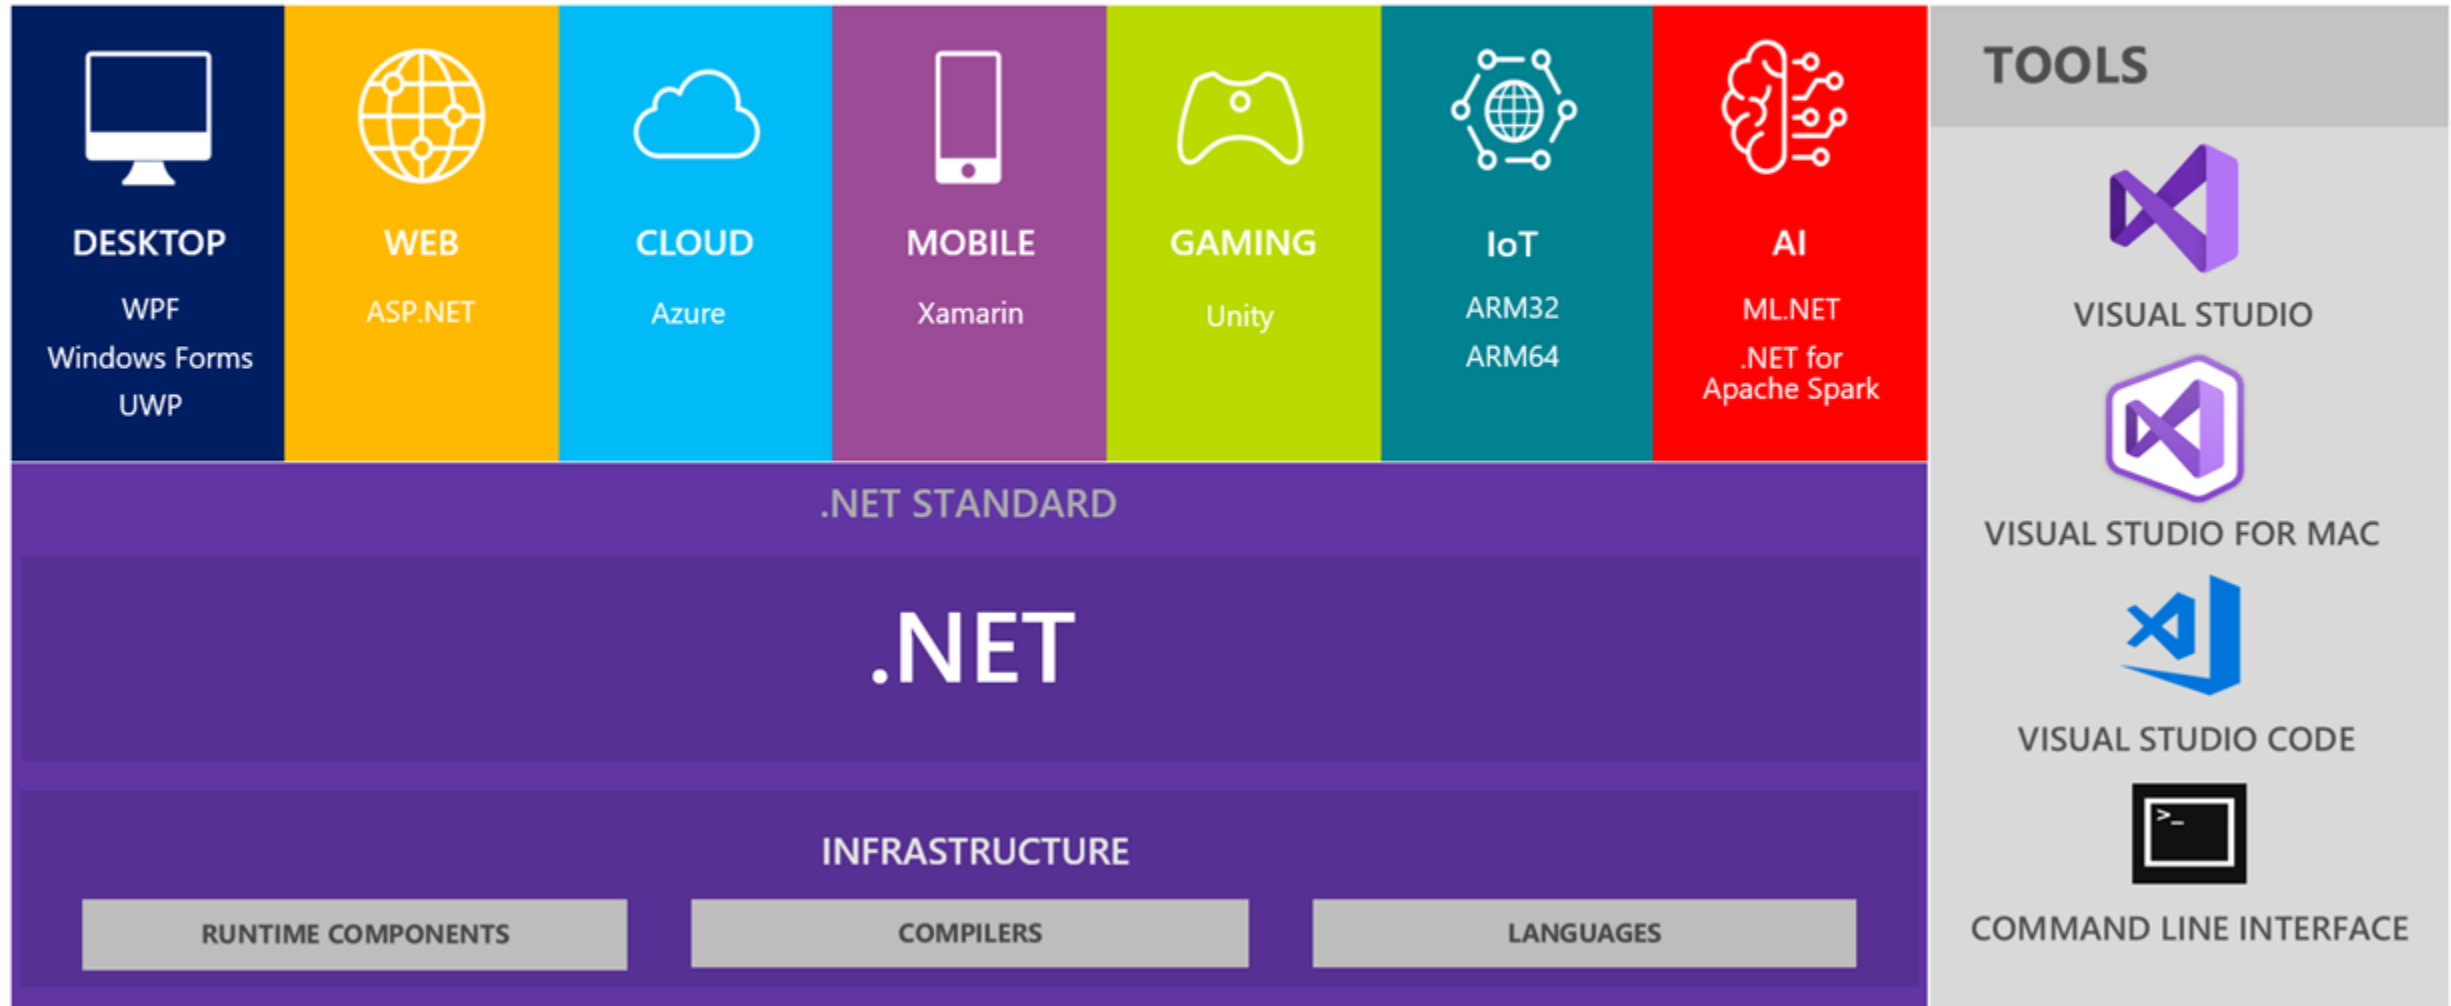 DESKTOP
WPF
Windows Forms
UWP
WEB
ASP.NET
CLOUD
Azure
MOBILE
Xamarin
GAMING
Unity
IoT
ARM32
ARM64
AI
ML.NET
.NET for
Apache Spark
.NET STANDARD
.NET
INFRASTRUCTURE
RUNTIME COMPONENTS
COMPILERS
LANGUAGES
TOOLS
VISUAL STUDIO
VISUAL STUDIO FOR MAC
VISUAL STUDIO CODE
>_
COMMAND LINE INTERFACE